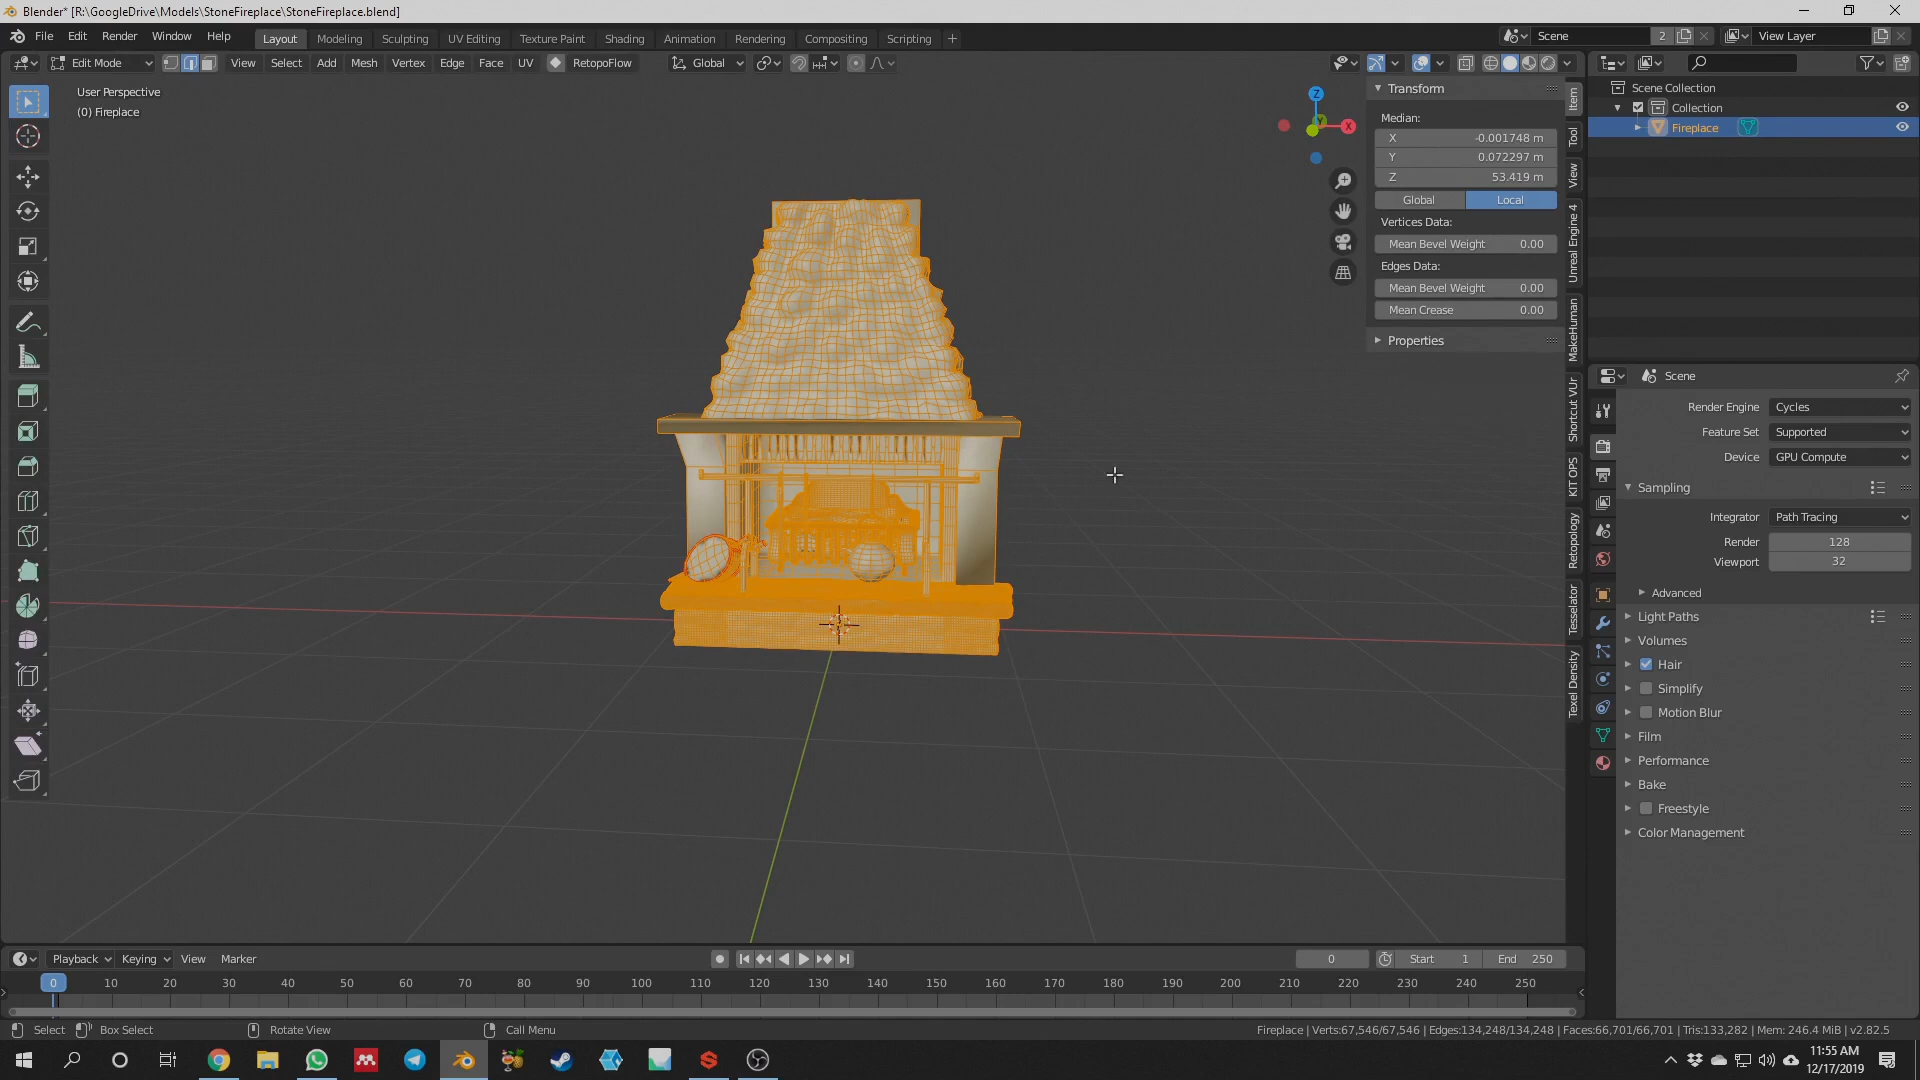 Blender* [R:\GoogleDrive\Models\StoneFireplace\StoneFireplace.blend]
File Edit Render Window Help
Layout Modeling Sculpting UV Editing Texture Paint Shading Animation Rendering Compositing Scripting +
Scene 2 View Layer
Edit Mode View Select Add Mesh Vertex Edge Face UV RetopoFlow Global
User Perspective
(0) Fireplace
Z
Y
X
Transform
Median:
X -0.001748 m
Y 0.072297 m
Z 53.419 m
Global Local
Vertices Data:
Mean Bevel Weight 0.00
Edges Data:
Mean Bevel Weight 0.00
Mean Crease 0.00
Properties
Item
Tool
View
Unreal Engine 4
MakeHuman
Shortcut VUr
KIT OPS
Retopology
Tesselator
Texel Density
Scene Collection
Collection
Fireplace
Scene
Render Engine Cycles
Feature Set Supported
Device GPU Compute
Sampling
Integrator Path Tracing
Render 128
Viewport 32
Advanced
Light Paths
Volumes
Hair
Simplify
Motion Blur
Film
Performance
Bake
Freestyle
Color Management
Playback Keying View Marker
0 Start 1 End 250
0 10 20 30 40 50 60 70 80 90 100 110 120 130 140 150 160 170 180 190 200 210 220 230 240 250
Select Box Select Rotate View Call Menu
Fireplace | Verts:67,546/67,546 | Edges:134,248/134,248 | Faces:66,701/66,701 | Tris:133,282 | Mem: 246.4 MiB | v2.82.5
11:55 AM
12/17/2019